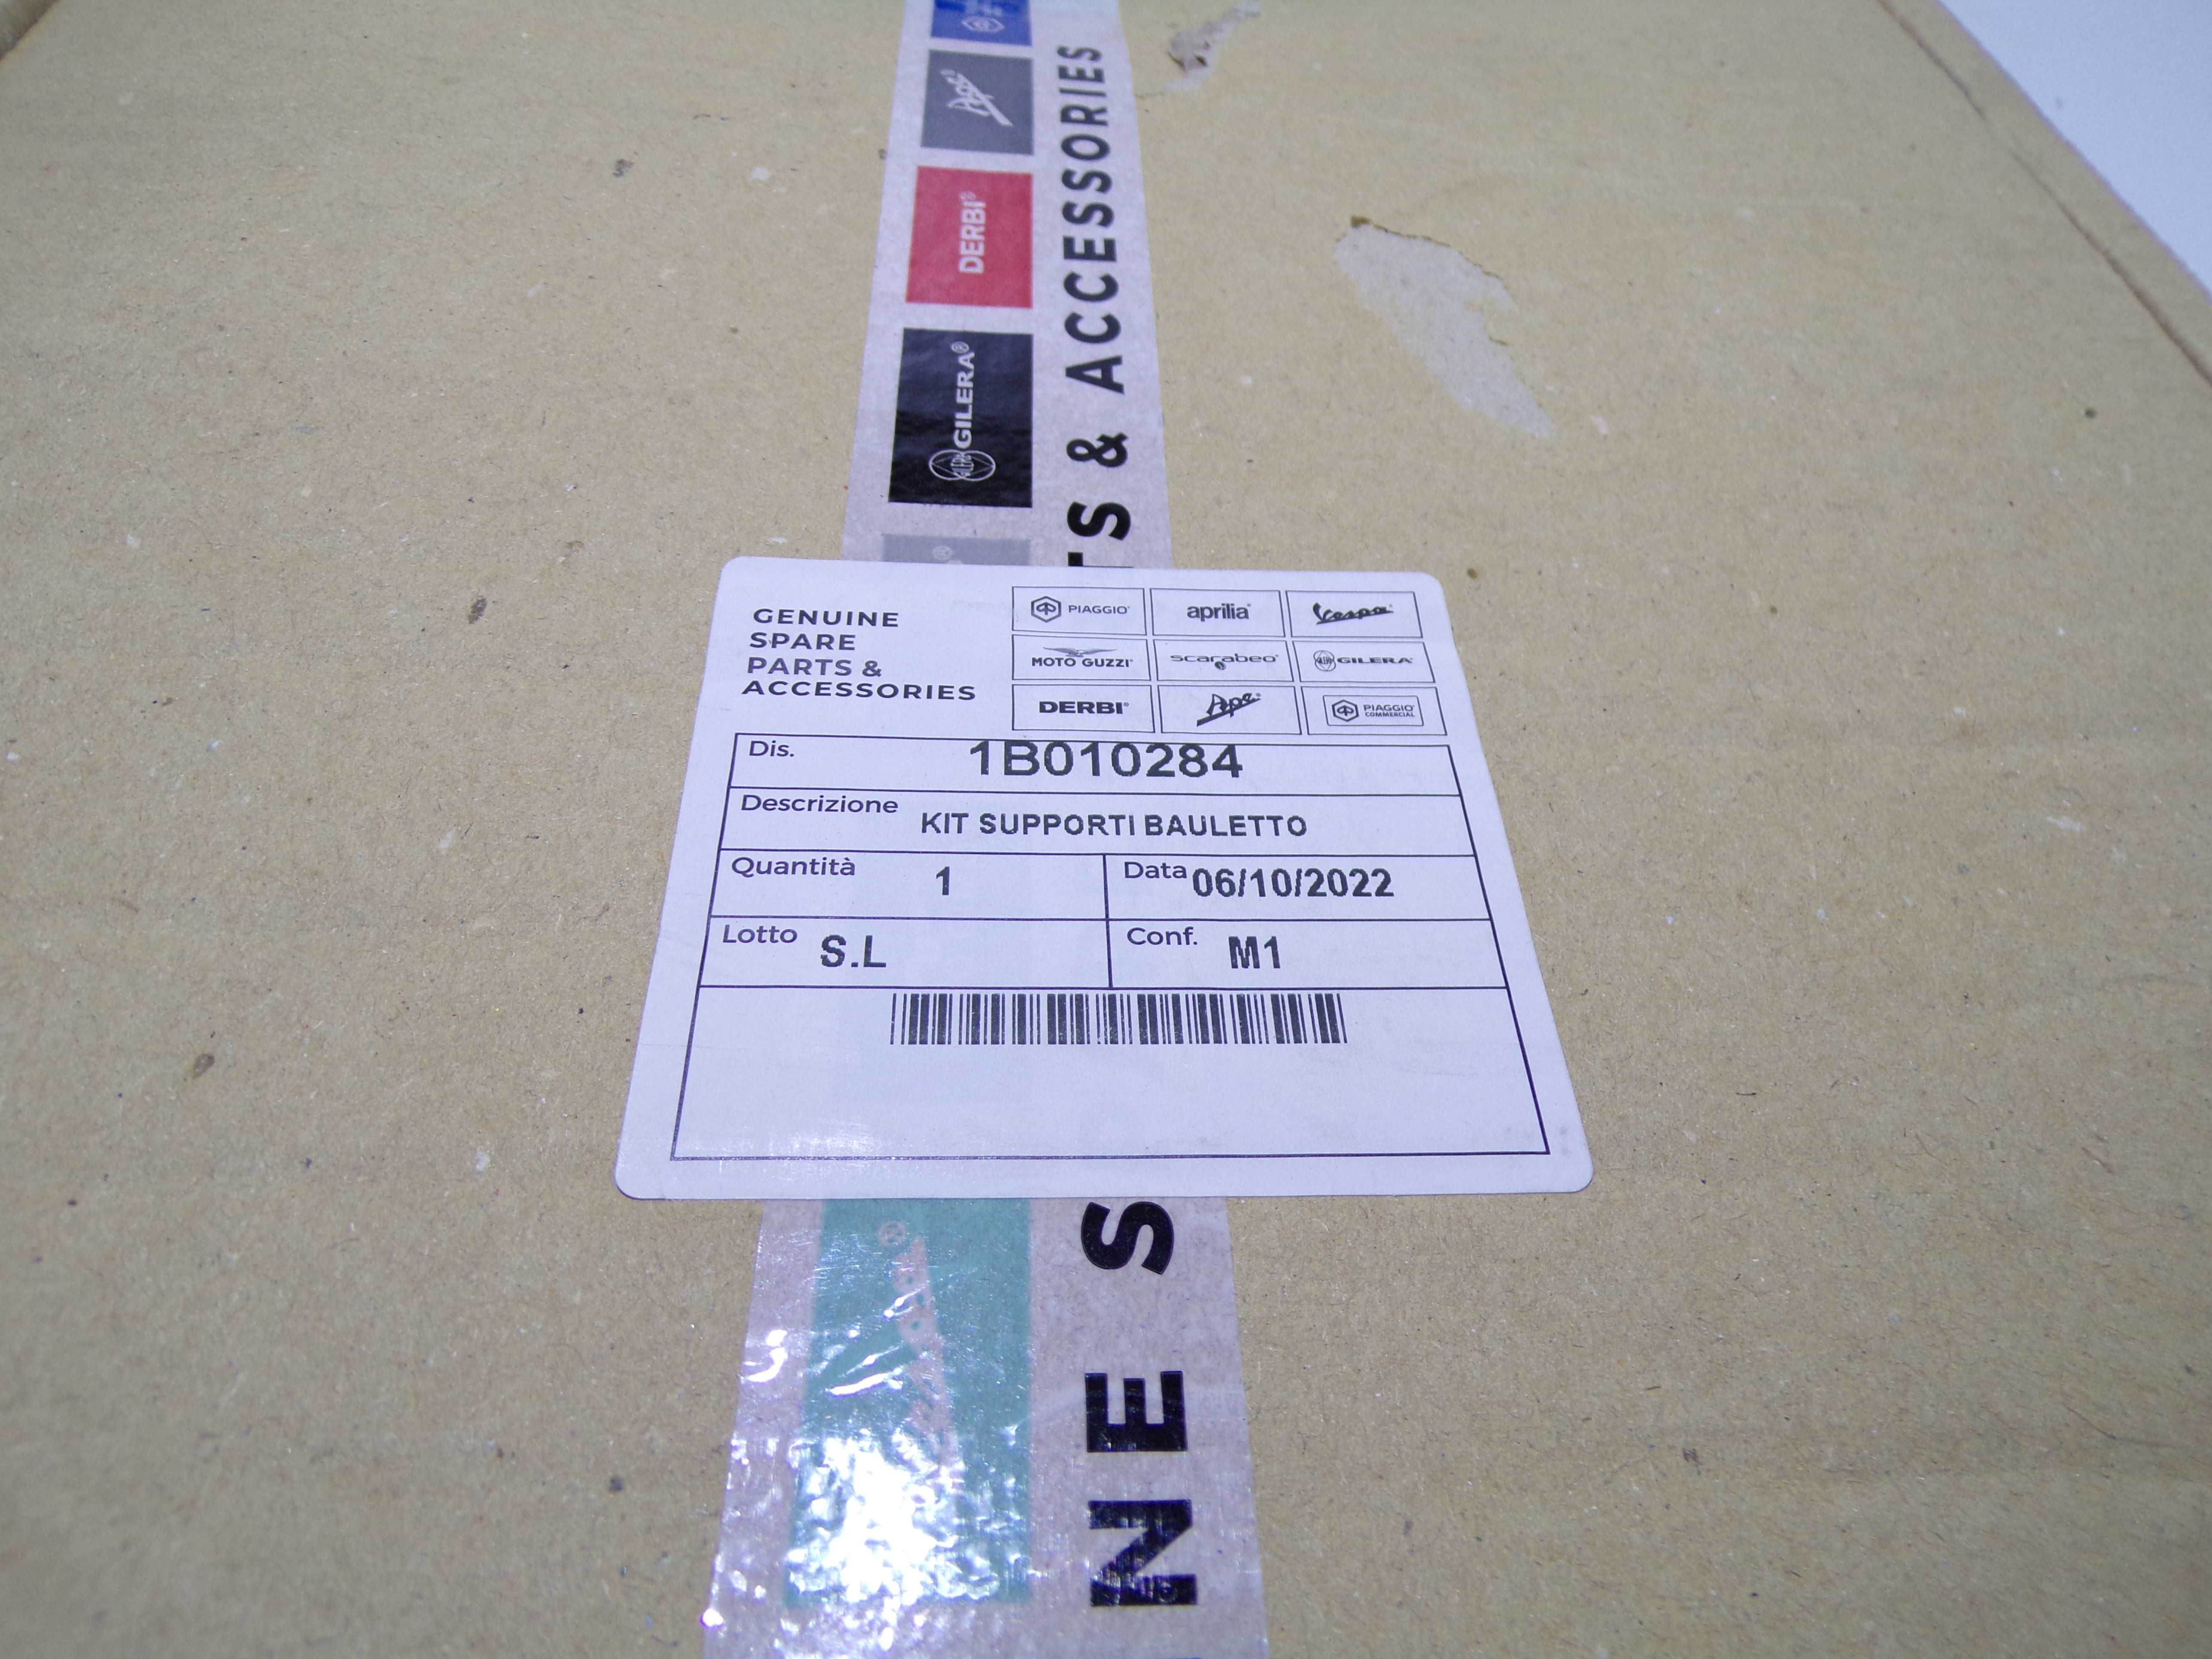 Ape
DERBI®
GILERA®
S & ACCESSORIES
GENUINE
SPARE
PARTS &
ACCESSORIES
PIAGGIO® aprilia® Vespa®
MOTO GUZZI® scarabeo® GILERA®
DERBI® Ape® PIAGGIO® COMMERCIAL
Dis. 1B010284
Descrizione KIT SUPPORTI BAULETTO
Quantità 1 Data 06/10/2022
Lotto S.L Conf. M1
NE S